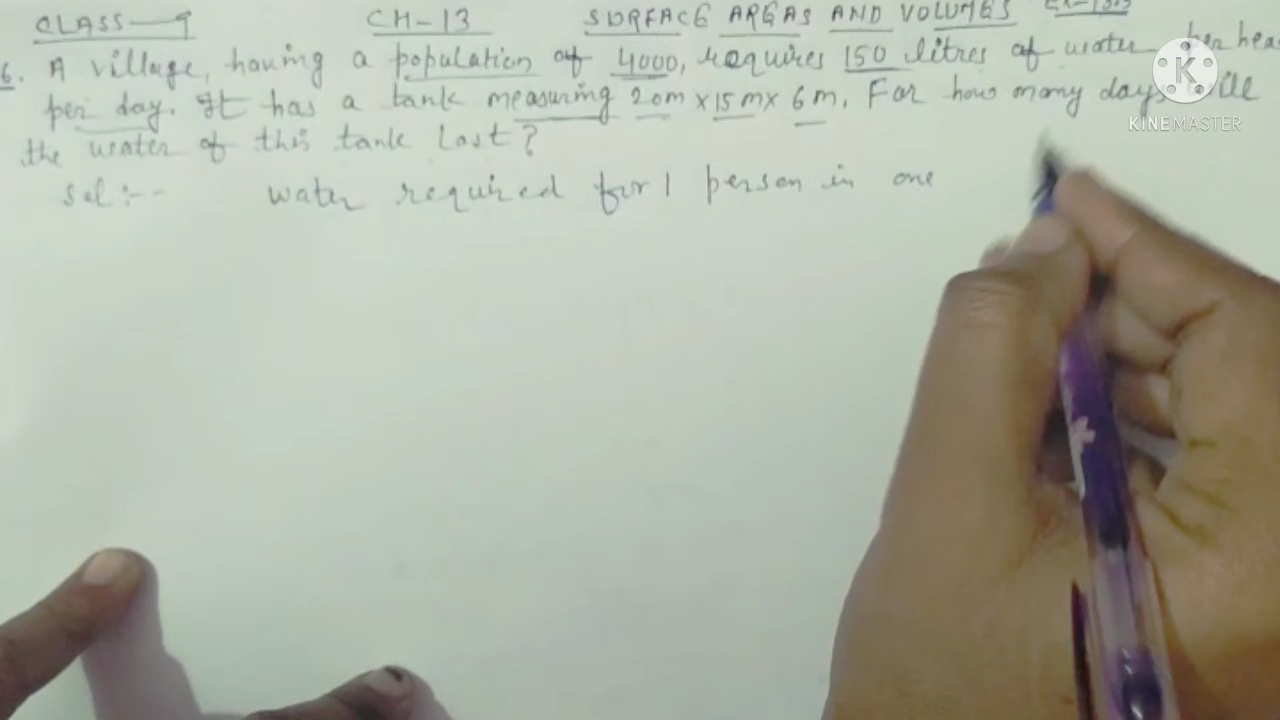 CLASS-9 CH-13 SURFACE AREAS AND VOLUMES
6. A village, having a population of 4000, requires 150 litres of water per head
per day. It has a tank measuring 20m x 15m x 6m. For how many days will
the water of this tank last?
Sol:-- water required for 1 person in one
K
KINEMASTER